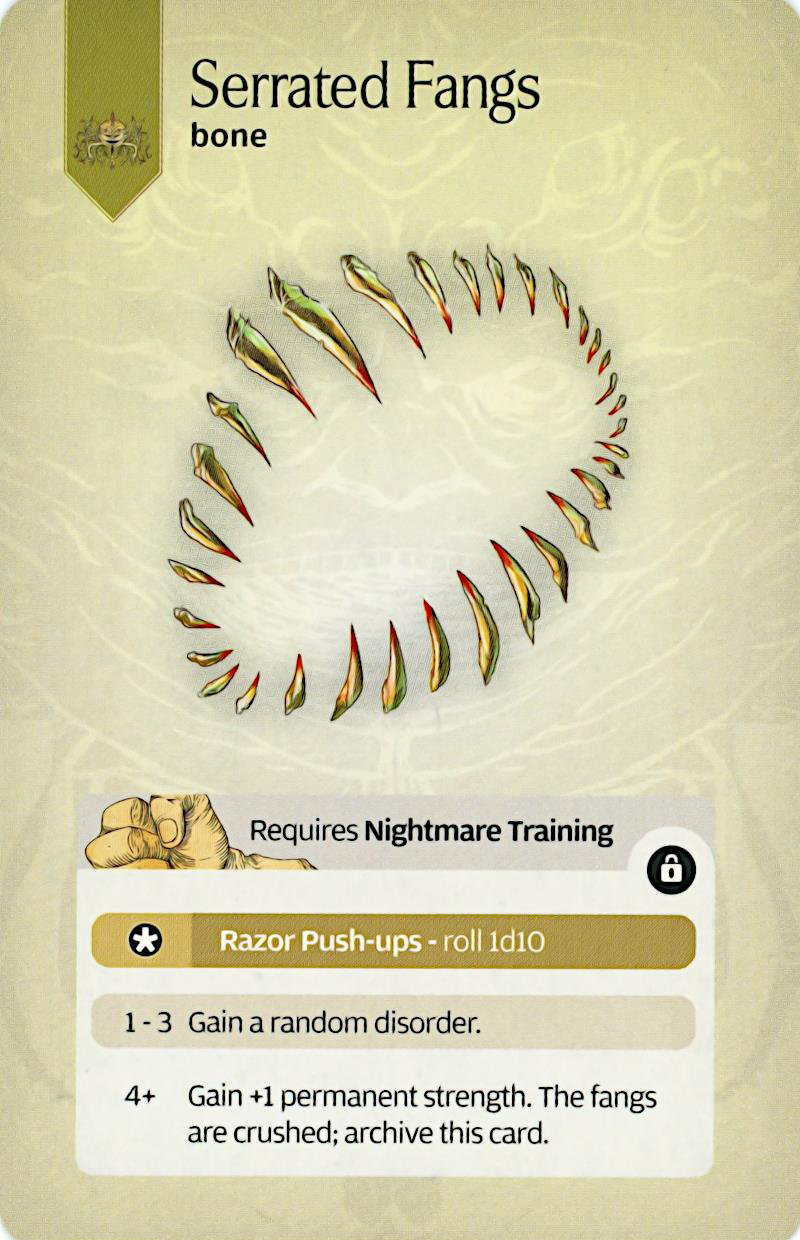 Serrated Fangs
bone
Requires Nightmare Training
Razor Push-ups - roll 1d10
1 - 3 Gain a random disorder.
4+ Gain +1 permanent strength. The fangs
are crushed; archive this card.